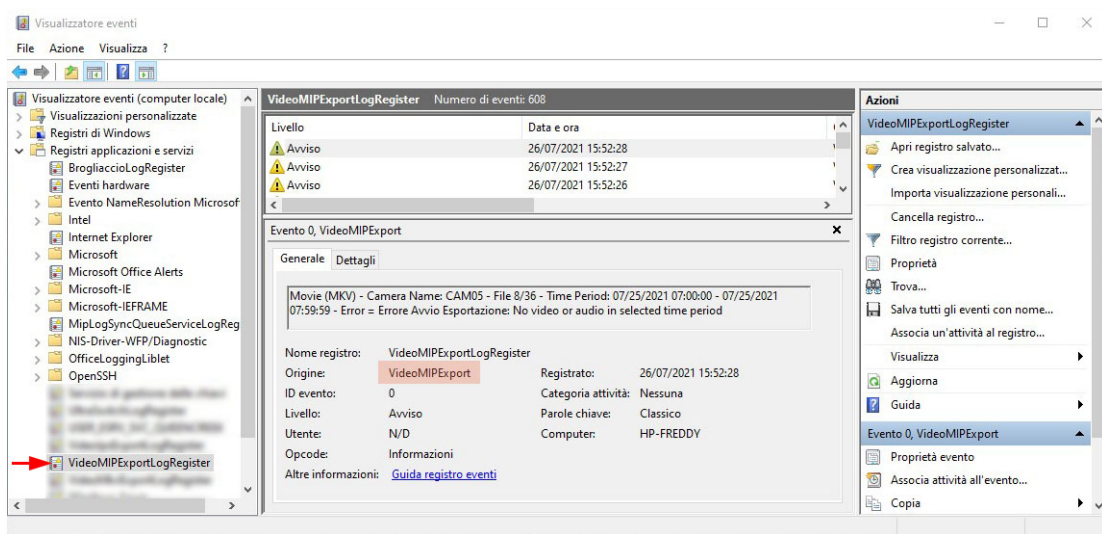 Visualizzatore eventi
File Azione Visualizza ?
Visualizzatore eventi (computer locale)
Visualizzazioni personalizzate
Registri di Windows
Registri applicazioni e servizi
BrogliaccioLogRegister
Eventi hardware
Evento NameResolution Microsof
Intel
Internet Explorer
Microsoft
Microsoft Office Alerts
Microsoft-IE
Microsoft-IEFRAME
MipLogSyncQueueServiceLogReg
NIS-Driver-WFP/Diagnostic
OfficeLoggingLiblet
OpenSSH
VideoMIPExportLogRegister
VideoMIPExportLogRegister Numero di eventi: 608
Livello Data e ora
Avviso 26/07/2021 15:52:28
Avviso 26/07/2021 15:52:27
Avviso 26/07/2021 15:52:26
Evento 0, VideoMIPExport
Generale Dettagli
Movie (MKV) - Camera Name: CAM05 - File 8/36 - Time Period: 07/25/2021 07:00:00 - 07/25/2021
07:59:59 - Error = Errore Avvio Esportazione: No video or audio in selected time period
Nome registro: VideoMIPExportLogRegister
Origine: VideoMIPExport Registrato: 26/07/2021 15:52:28
ID evento: 0 Categoria attività: Nessuna
Livello: Avviso Parole chiave: Classico
Utente: N/D Computer: HP-FREDDY
Opcode: Informazioni
Altre informazioni: Guida registro eventi
Azioni
VideoMIPExportLogRegister
Apri registro salvato...
Crea visualizzazione personalizzat...
Importa visualizzazione personali...
Cancella registro...
Filtro registro corrente...
Proprietà
Trova...
Salva tutti gli eventi con nome...
Associa un'attività al registro...
Visualizza
Aggiorna
Guida
Evento 0, VideoMIPExport
Proprietà evento
Associa attività all'evento...
Copia